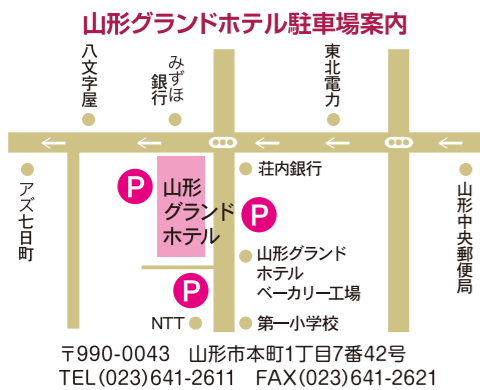 山形グランドホテル駐車場案内
八文字屋
みずほ
銀行
東北電力
アズ七日町
P
山形
グランド
ホテル
P
荘内銀行
山形中央郵便局
山形グランド
ホテル
ベーカリー工場
P
NTT
第一小学校
〒990-0043 山形市本町1丁目7番42号
TEL(023)641-2611 FAX(023)641-2621